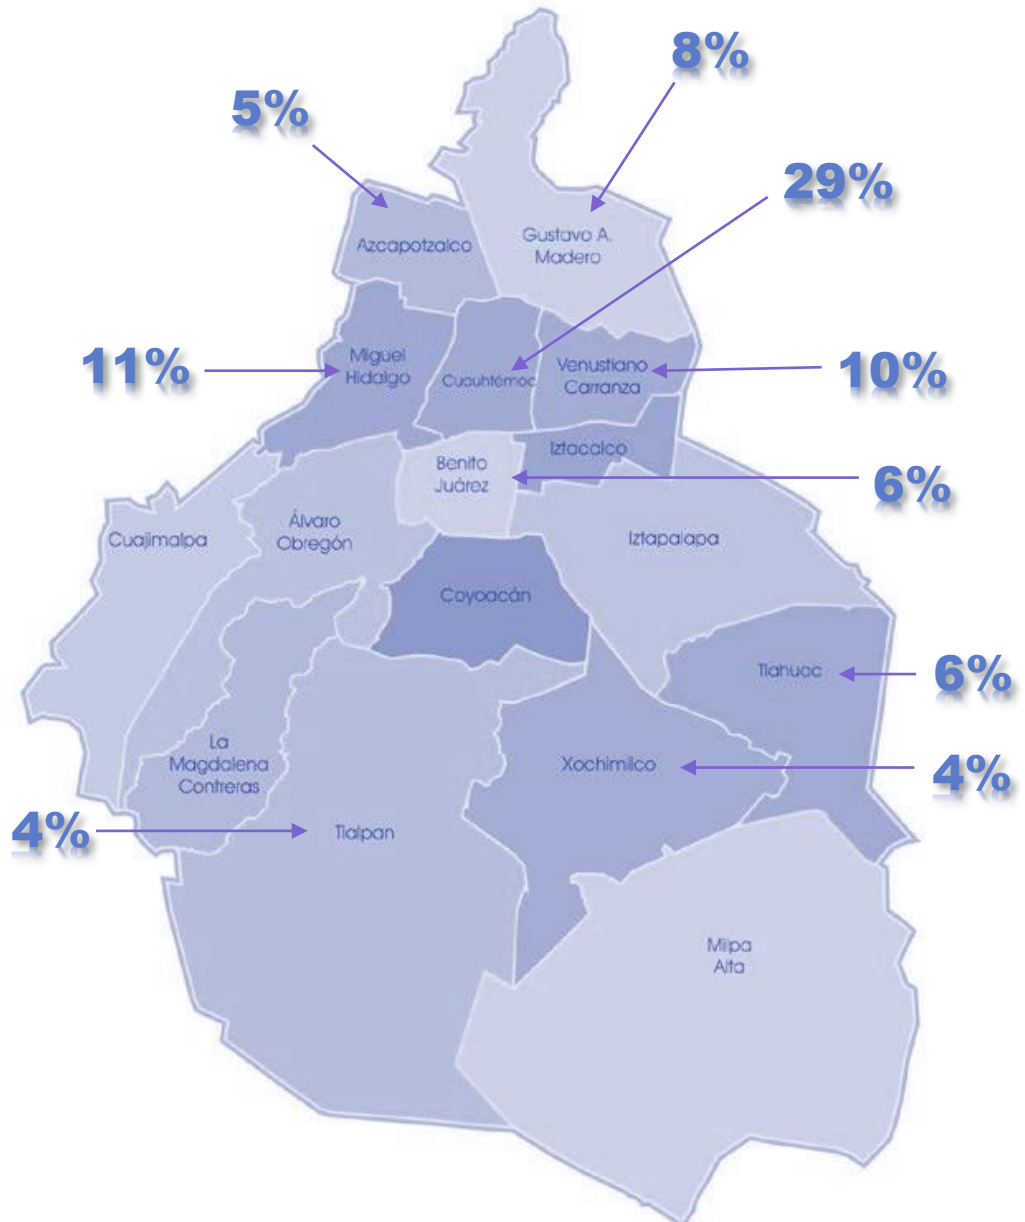 8%
5%
29%
Gustavo A.
Madero
Azcapotzalco
11%
Miguel
Hidalgo
Cuauhtémoc
Venustiano
Carranza
10%
Iztacalco
Benito
Juárez
6%
Cuajimalpa
Álvaro
Obregón
Iztapalapa
Coyoacán
Tlahuac
6%
La
Magdalena
Contreras
Xochimilco
4%
4%
Tlalpan
Milpa
Alta